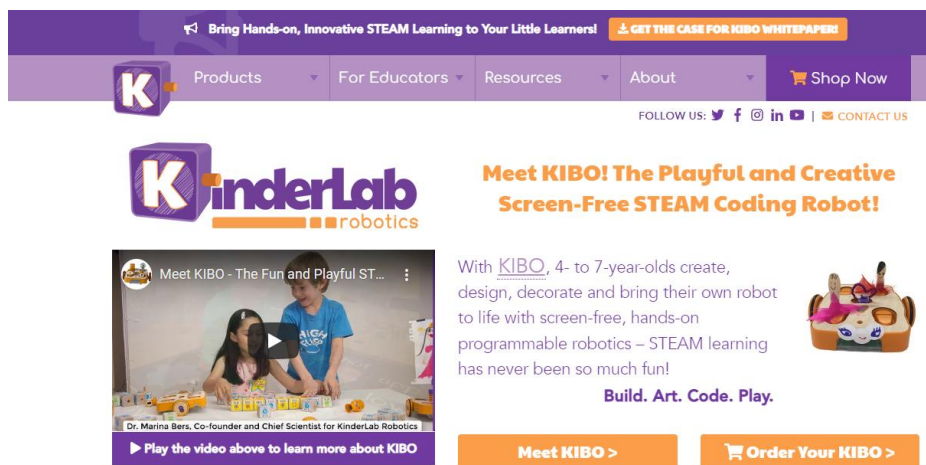 Bring Hands-on, Innovative STEAM Learning to Your Little Learners!
GET THE CASE FOR KIBO WHITEPAPER!
K
Products
For Educators
Resources
About
Shop Now
FOLLOW US:
in
| CONTACT US
KinderLab
robotics
Meet KIBO! The Playful and Creative
Screen-Free STEAM Coding Robot!
Meet KIBO - The Fun and Playful ST...
HIGH
Dr. Marina Bers, Co-founder and Chief Scientist for KinderLab Robotics
Play the video above to learn more about KIBO
With KIBO, 4- to 7-year-olds create,
design, decorate and bring their own robot
to life with screen-free, hands-on
programmable robotics – STEAM learning
has never been so much fun!
Build. Art. Code. Play.
Meet KIBO >
Order Your KIBO >